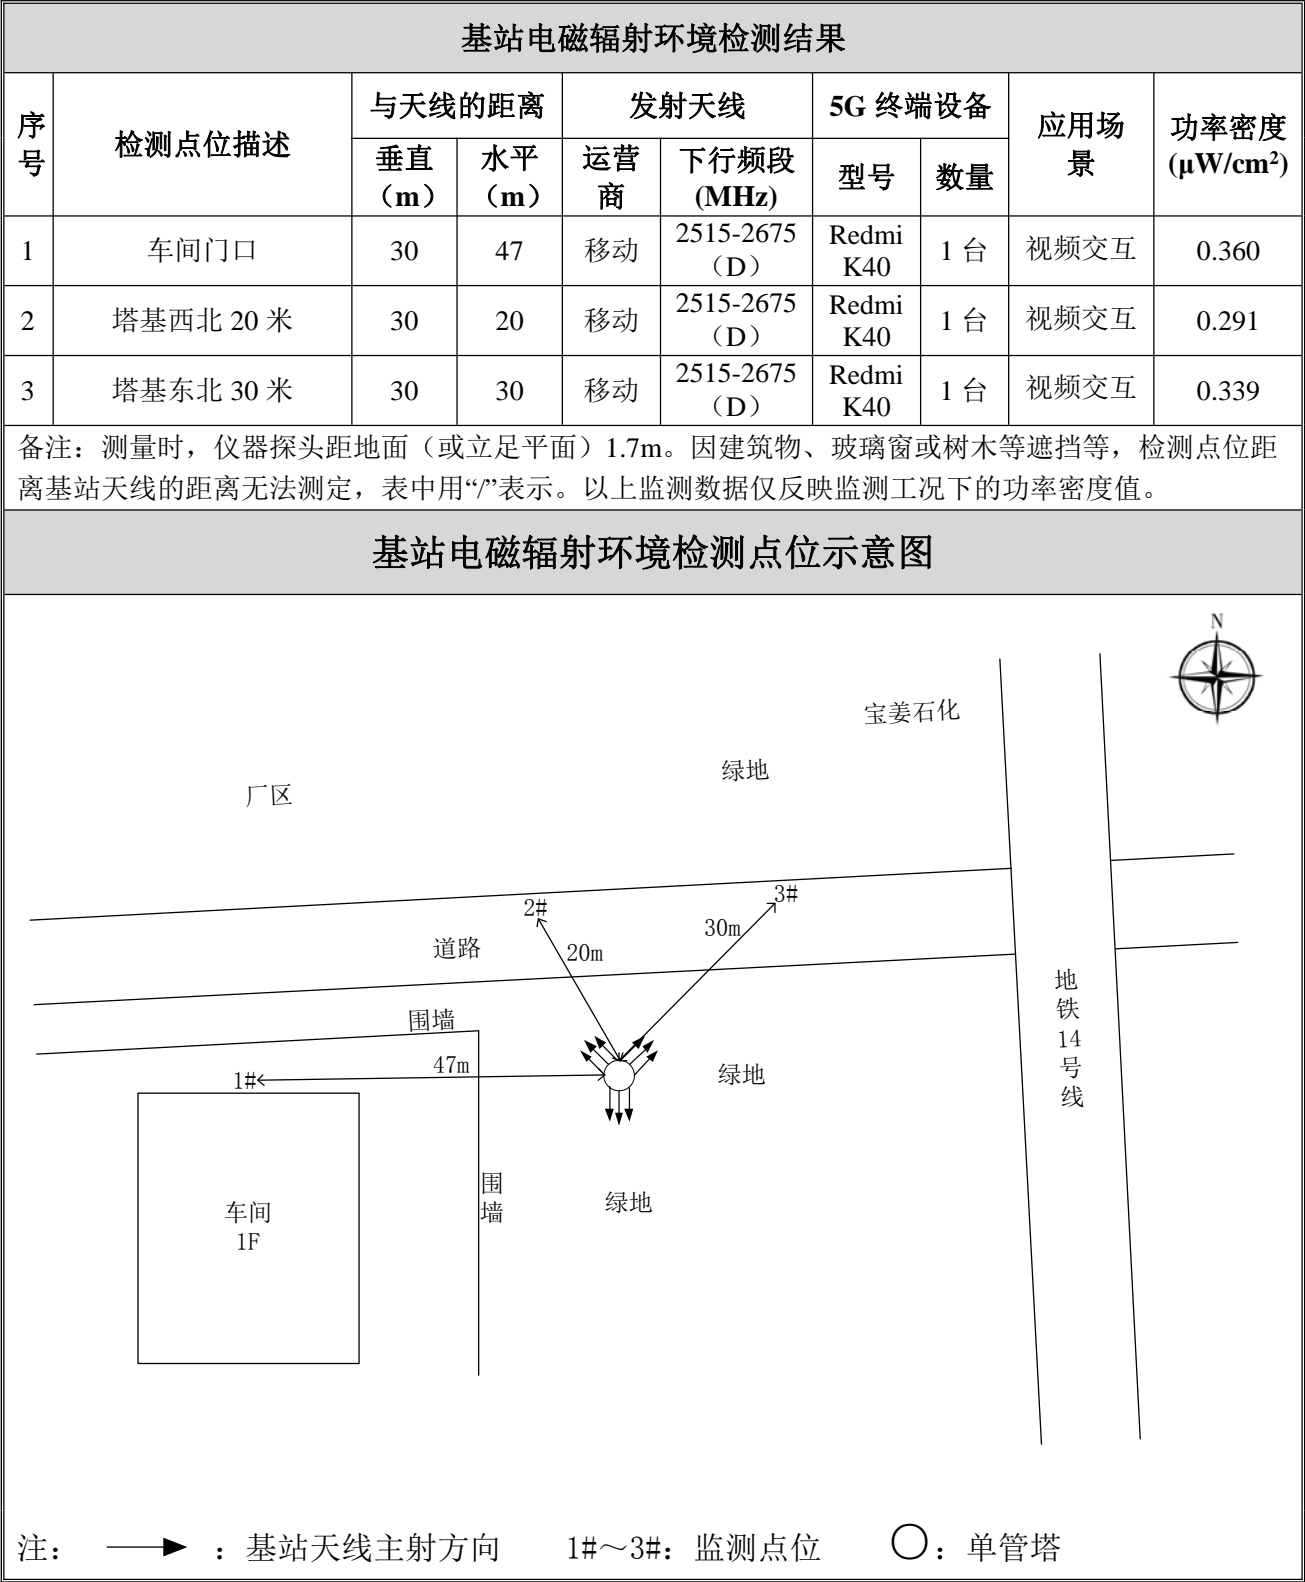 基站电磁辐射环境检测结果
序号 检测点位描述 与天线的距离 发射天线 5G 终端设备 应用场景 功率密度(μW/cm²)
垂直（m） 水平（m） 运营商 下行频段(MHz) 型号 数量
1 车间门口 30 47 移动 2515-2675（D） Redmi K40 1 台 视频交互 0.360
2 塔基西北 20 米 30 20 移动 2515-2675（D） Redmi K40 1 台 视频交互 0.291
3 塔基东北 30 米 30 30 移动 2515-2675（D） Redmi K40 1 台 视频交互 0.339
备注：测量时，仪器探头距地面（或立足平面）1.7m。因建筑物、玻璃窗或树木等遮挡等，检测点位距
离基站天线的距离无法测定，表中用“/”表示。以上监测数据仅反映监测工况下的功率密度值。
基站电磁辐射环境检测点位示意图
N
宝姜石化
绿地
厂区
3#
2#
30m
道路
20m
地铁14号线
围墙
47m
绿地
1#
围墙
绿地
车间
1F
注： ：基站天线主射方向 1#～3#：监测点位 ：单管塔